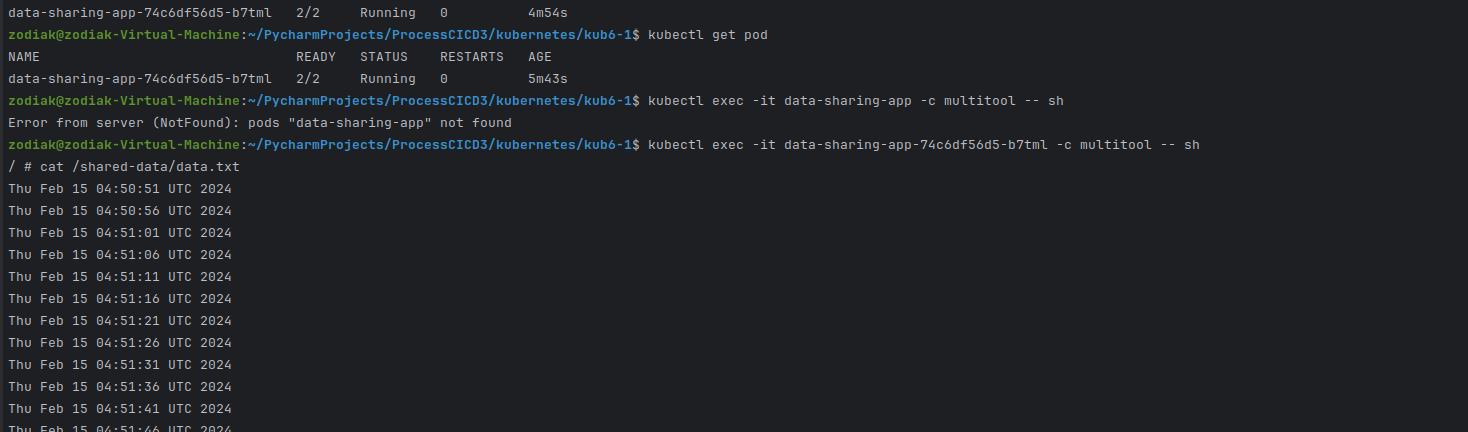 data-sharing-app-74c6df56d5-b7tml   2/2     Running   0          4m54s
zodiak@zodiak-Virtual-Machine:~/PycharmProjects/ProcessCICD3/kubernetes/kub6-1$ kubectl get pod
NAME                                READY   STATUS    RESTARTS   AGE
data-sharing-app-74c6df56d5-b7tml   2/2     Running   0          5m43s
zodiak@zodiak-Virtual-Machine:~/PycharmProjects/ProcessCICD3/kubernetes/kub6-1$ kubectl exec -it data-sharing-app -c multitool -- sh
Error from server (NotFound): pods "data-sharing-app" not found
zodiak@zodiak-Virtual-Machine:~/PycharmProjects/ProcessCICD3/kubernetes/kub6-1$ kubectl exec -it data-sharing-app-74c6df56d5-b7tml -c multitool -- sh
/ # cat /shared-data/data.txt
Thu Feb 15 04:50:51 UTC 2024
Thu Feb 15 04:50:56 UTC 2024
Thu Feb 15 04:51:01 UTC 2024
Thu Feb 15 04:51:06 UTC 2024
Thu Feb 15 04:51:11 UTC 2024
Thu Feb 15 04:51:16 UTC 2024
Thu Feb 15 04:51:21 UTC 2024
Thu Feb 15 04:51:26 UTC 2024
Thu Feb 15 04:51:31 UTC 2024
Thu Feb 15 04:51:36 UTC 2024
Thu Feb 15 04:51:41 UTC 2024
Thu Feb 15 04:51:46 UTC 2024